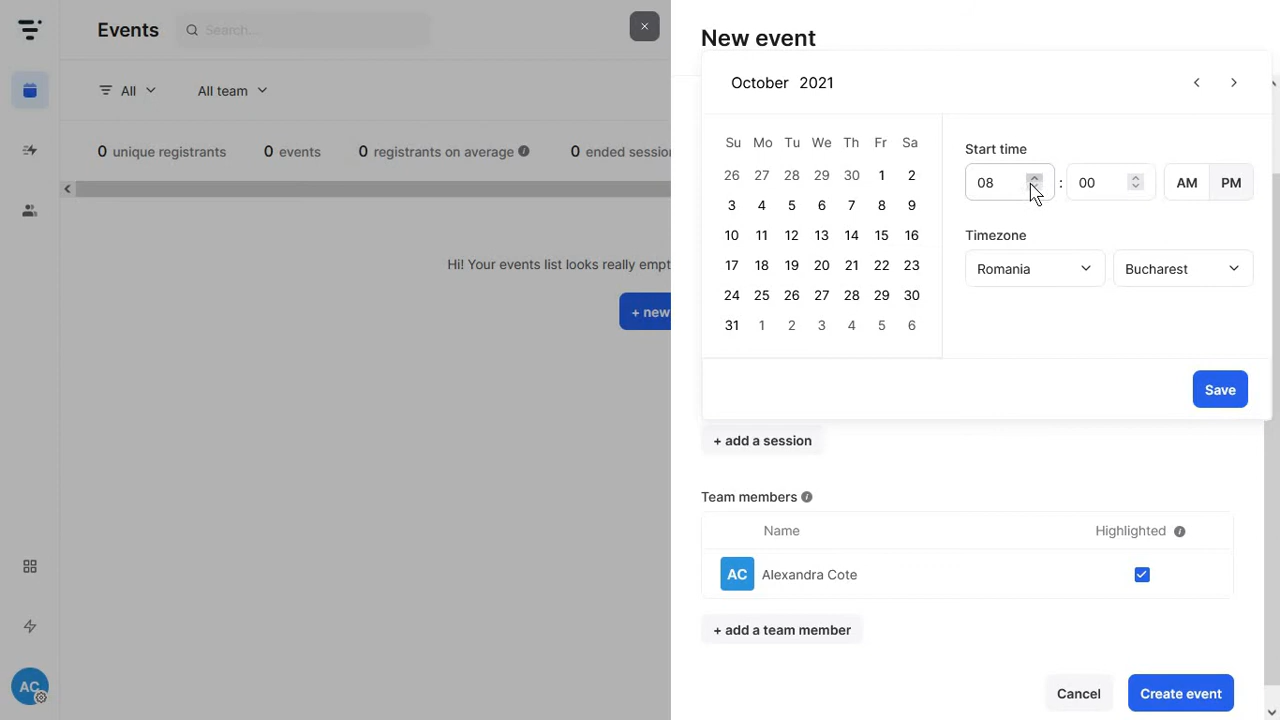 Events
Search...
×
New event
All
All team
0 unique registrants
0 events
0 registrants on average
0 ended session
Hi! Your events list looks really empt
+ new
October 2021
Su Mo Tu We Th Fr Sa
26 27 28 29 30 1 2
3 4 5 6 7 8 9
10 11 12 13 14 15 16
17 18 19 20 21 22 23
24 25 26 27 28 29 30
31 1 2 3 4 5 6
Start time
08 : 00 AM PM
Timezone
Romania Bucharest
Save
+ add a session
Team members
Name Highlighted
AC Alexandra Cote
+ add a team member
Cancel Create event
AC